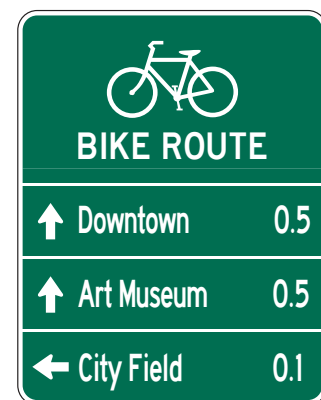 BIKE ROUTE
Downtown 0.5
Art Museum 0.5
City Field 0.1